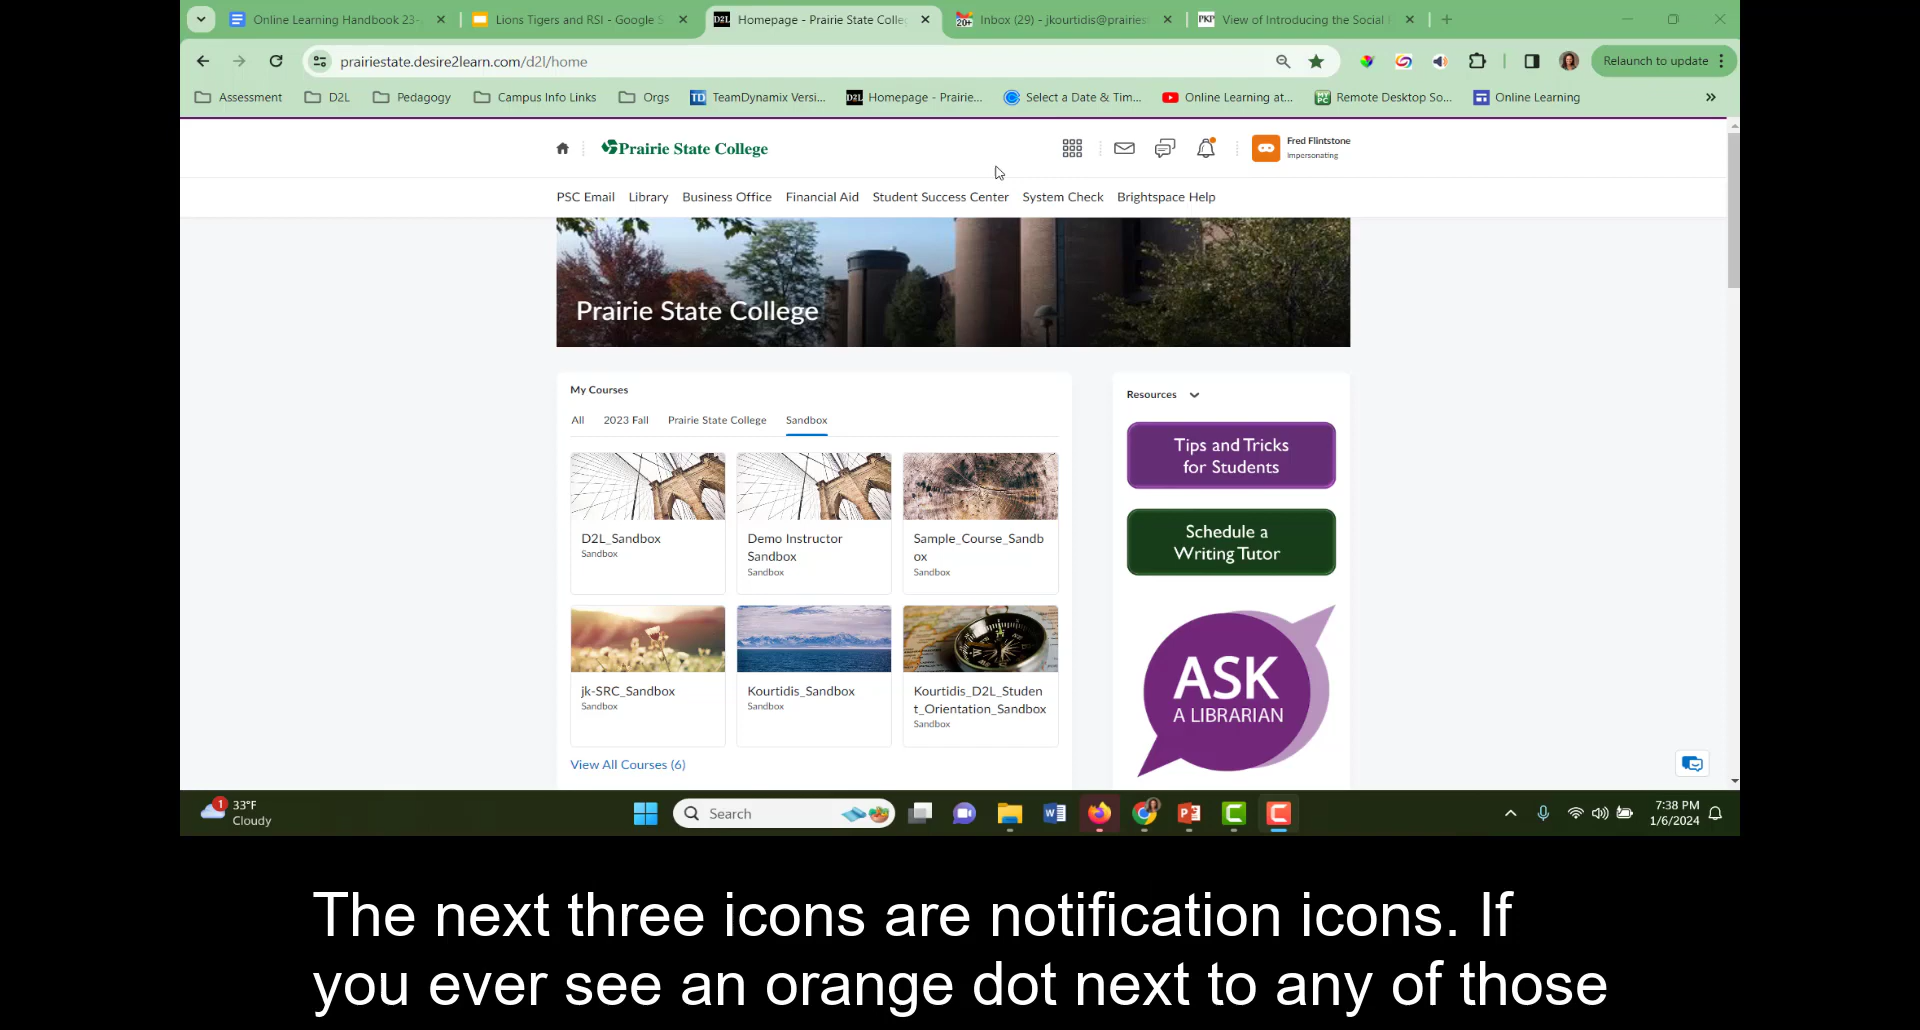 Online Learning Handbook 23-
Lions Tigers and RSI - Google S
D2L Homepage - Prairie State Colle
20+ Inbox (29) - jkourtidis@prairies
PKP View of Introducing the Social
prairiestate.desire2learn.com/d2l/home
Relaunch to update
Assessment
D2L
Pedagogy
Campus Info Links
Orgs
TD TeamDynamix Versi...
D2L Homepage - Prairie...
Select a Date & Tim...
Online Learning at...
Remote Desktop So...
Online Learning
Prairie State College
Fred Flintstone
Impersonating
PSC Email Library Business Office Financial Aid Student Success Center System Check Brightspace Help
Prairie State College
My Courses
All 2023 Fall Prairie State College Sandbox
D2L_Sandbox
Sandbox
Demo Instructor
Sandbox
Sandbox
Sample_Course_Sandb
ox
Sandbox
jk-SRC_Sandbox
Sandbox
Kourtidis_Sandbox
Sandbox
Kourtidis_D2L_Studen
t_Orientation_Sandbox
Sandbox
View All Courses (6)
Resources
Tips and Tricks
for Students
Schedule a
Writing Tutor
ASK
A LIBRARIAN
1
33°F
Cloudy
Search
7:38 PM
1/6/2024
The next three icons are notification icons. If
you ever see an orange dot next to any of those